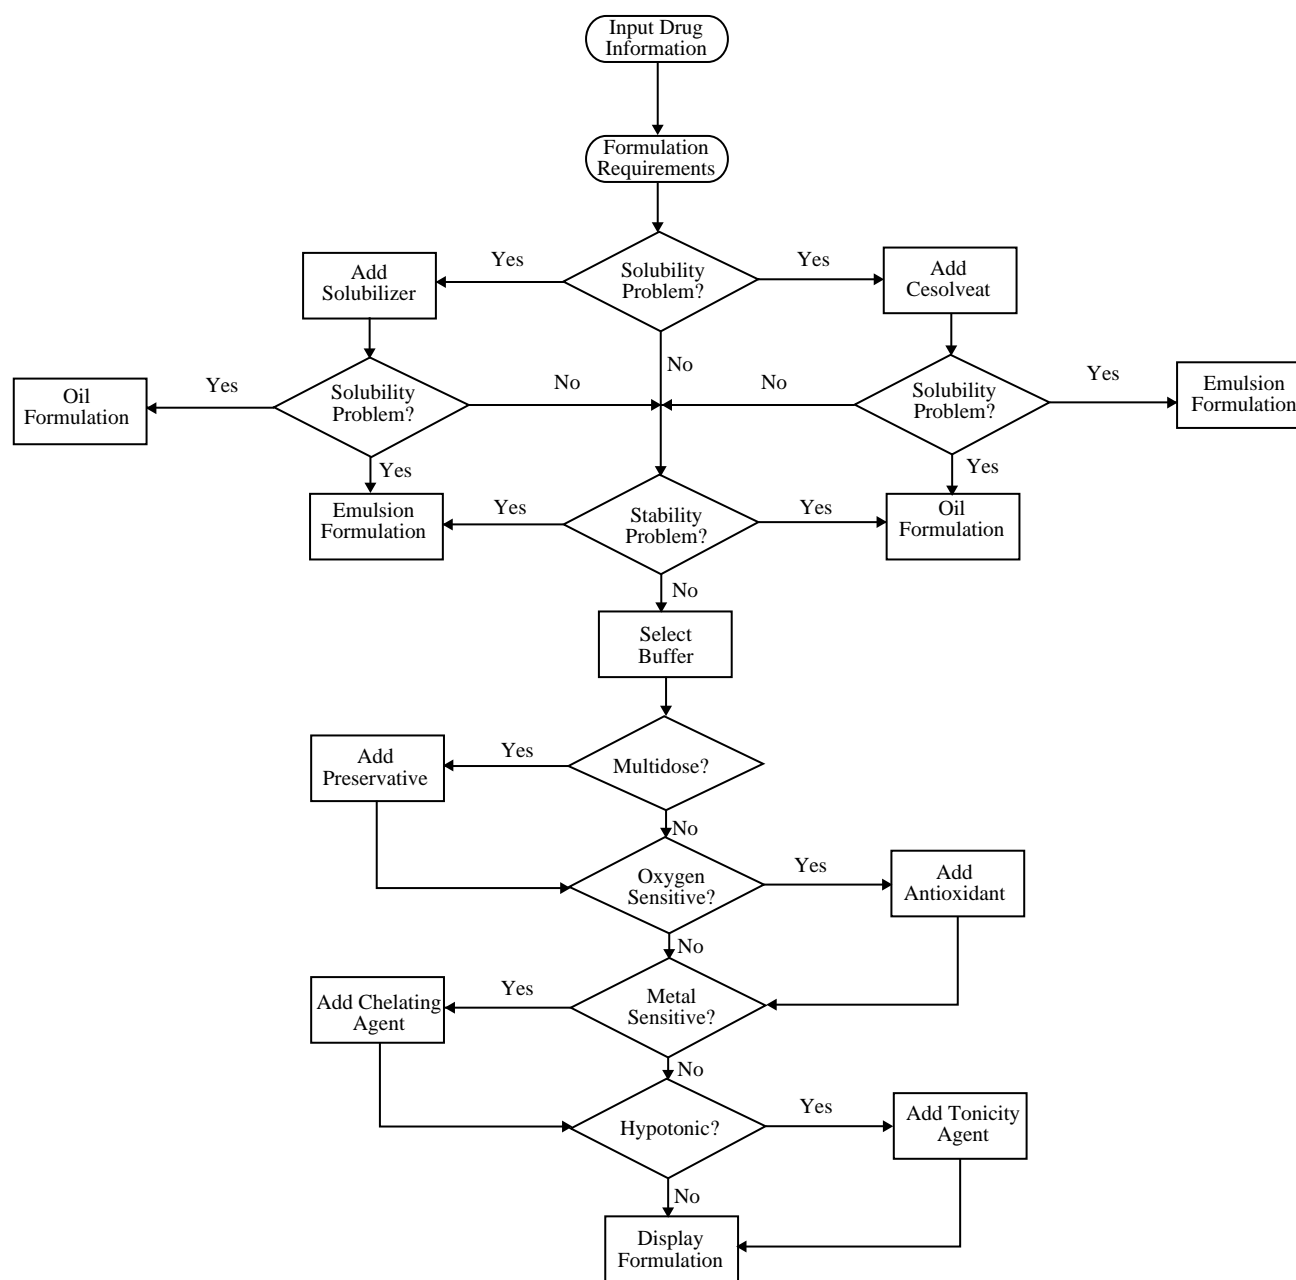 Input Drug
Information
Formulation
Requirements
Yes
Solubility
Problem?
Yes
Add
Solubilizer
Add
Cesolveat
No
Oil
Formulation
Yes
Solubility
Problem?
No
No
Solubility
Problem?
Yes
Emulsion
Formulation
Yes
Yes
Emulsion
Formulation
Yes
Stability
Problem?
Yes
Oil
Formulation
No
Select
Buffer
Add
Preservative
Yes
Multidose?
No
Oxygen
Sensitive?
Yes
Add
Antioxidant
No
Add Chelating
Agent
Yes
Metal
Sensitive?
No
Hypotonic?
Yes
Add Tonicity
Agent
No
Display
Formulation